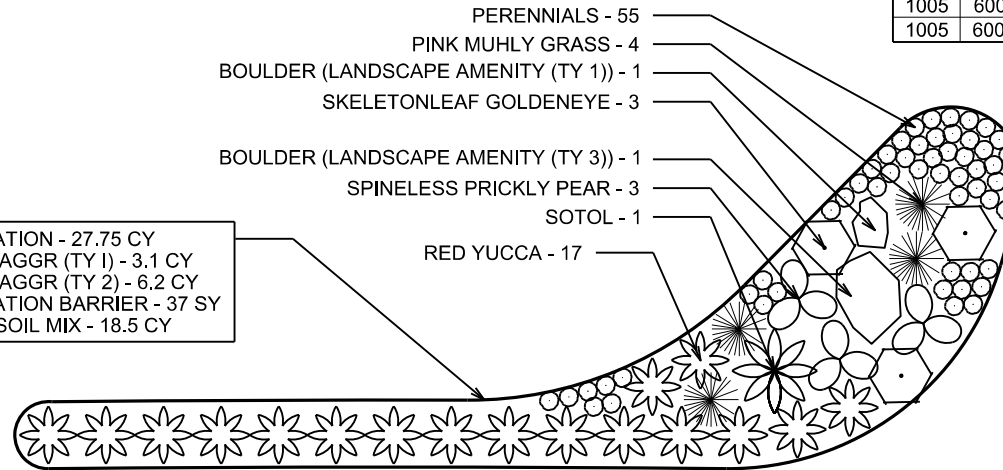 PERENNIALS - 55
PINK MUHLY GRASS - 4
BOULDER (LANDSCAPE AMENITY (TY 1)) - 1
SKELETONLEAF GOLDENEYE - 3
BOULDER (LANDSCAPE AMENITY (TY 3)) - 1
SPINELESS PRICKLY PEAR - 3
SOTOL - 1
RED YUCCA - 17
ATION - 27.75 CY
AGGR (TY I) - 3.1 CY
AGGR (TY 2) - 6.2 CY
ATION BARRIER - 37 SY
SOIL MIX - 18.5 CY
1005 600
1005 600